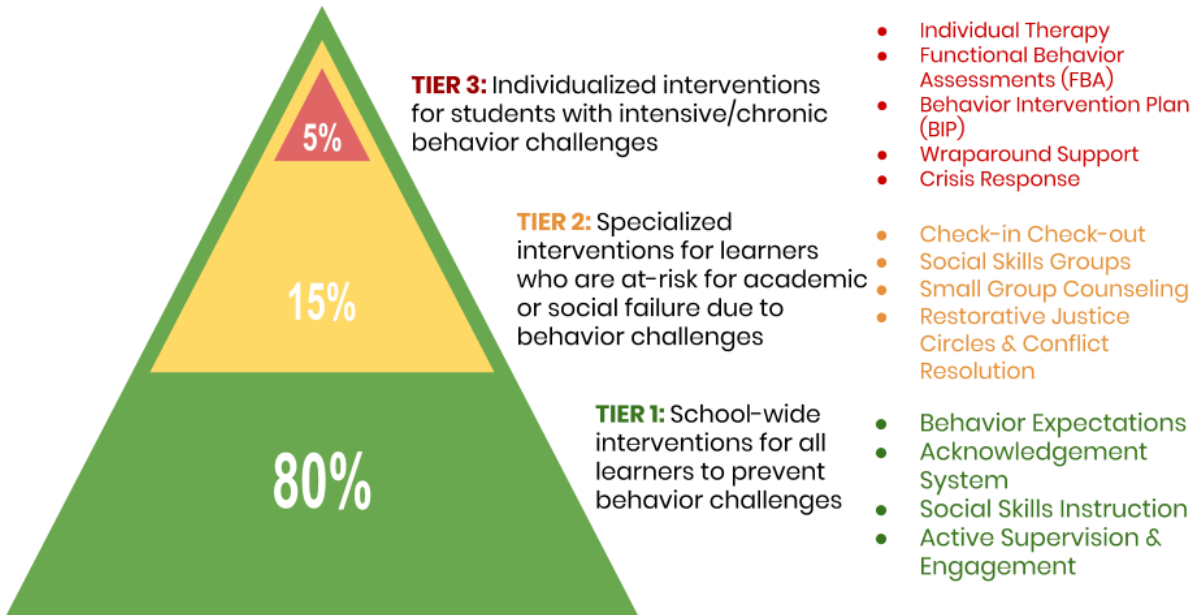 5%
TIER 3: Individualized interventions
for students with intensive/chronic
behavior challenges
● Individual Therapy
● Functional Behavior
Assessments (FBA)
● Behavior Intervention Plan
(BIP)
● Wraparound Support
● Crisis Response
15%
TIER 2: Specialized
interventions for learners
who are at-risk for academic
or social failure due to
behavior challenges
● Check-in Check-out
● Social Skills Groups
● Small Group Counseling
● Restorative Justice
Circles & Conflict
Resolution
80%
TIER 1: School-wide
interventions for all
learners to prevent
behavior challenges
● Behavior Expectations
● Acknowledgement
System
● Social Skills Instruction
● Active Supervision &
Engagement